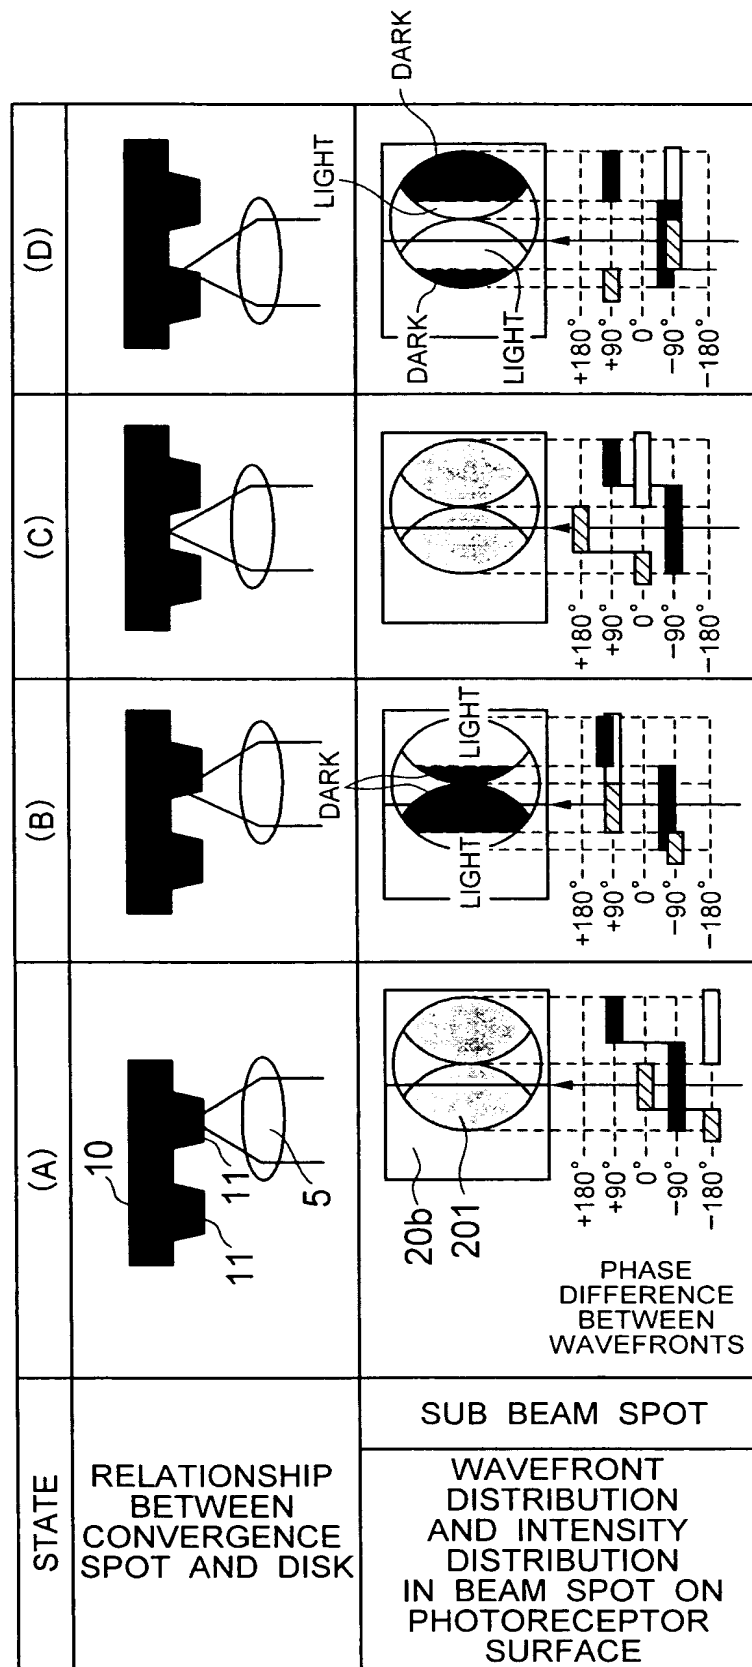 STATE
(A)
(B)
(C)
(D)
RELATIONSHIP
BETWEEN
CONVERGENCE
SPOT AND DISK
10
11
11
5
WAVEFRONT
DISTRIBUTION
AND INTENSITY
DISTRIBUTION
IN BEAM SPOT ON
PHOTORECEPTOR
SURFACE
SUB BEAM SPOT
20b
201
PHASE
DIFFERENCE
BETWEEN
WAVEFRONTS
+180°
+90°
0°
-90°
-180°
DARK
LIGHT
LIGHT
+180°
+90°
0°
-90°
-180°
+180°
+90°
0°
-90°
-180°
LIGHT
DARK
DARK
LIGHT
+180°
+90°
0°
-90°
-180°